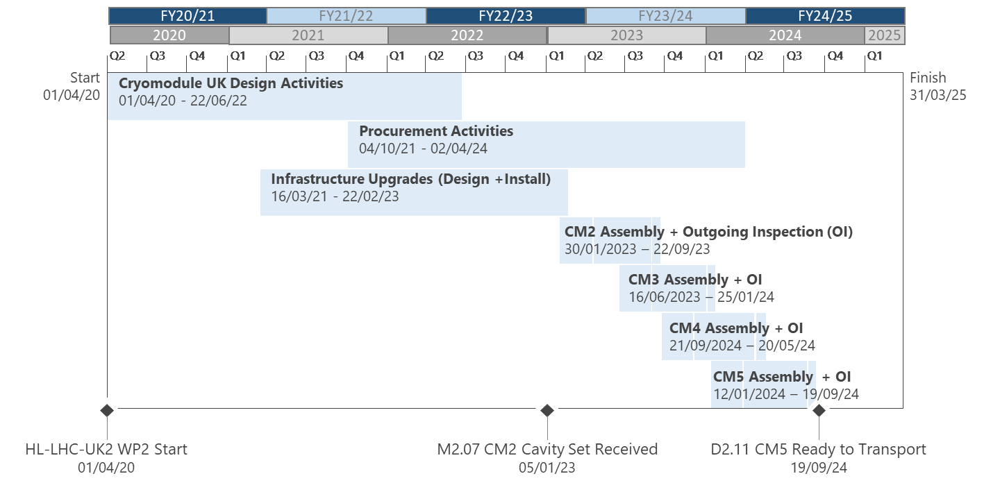 FY20/21 FY21/22 FY22/23 FY23/24 FY24/25
2020 2021 2022 2023 2024 2025
Q2 Q3 Q4 Q1 Q2 Q3 Q4 Q1 Q2 Q3 Q4 Q1 Q2 Q3 Q4 Q1 Q2 Q3 Q4 Q1
Start
01/04/20
Finish
31/03/25
Cryomodule UK Design Activities
01/04/20 - 22/06/22
Procurement Activities
04/10/21 - 02/04/24
Infrastructure Upgrades (Design +Install)
16/03/21 - 22/02/23
CM2 Assembly + Outgoing Inspection (OI)
30/01/2023 – 22/09/23
CM3 Assembly + OI
16/06/2023 – 25/01/24
CM4 Assembly + OI
21/09/2024 – 20/05/24
CM5 Assembly + OI
12/01/2024 – 19/09/24
HL-LHC-UK2 WP2 Start
01/04/20
M2.07 CM2 Cavity Set Received
05/01/23
D2.11 CM5 Ready to Transport
19/09/24